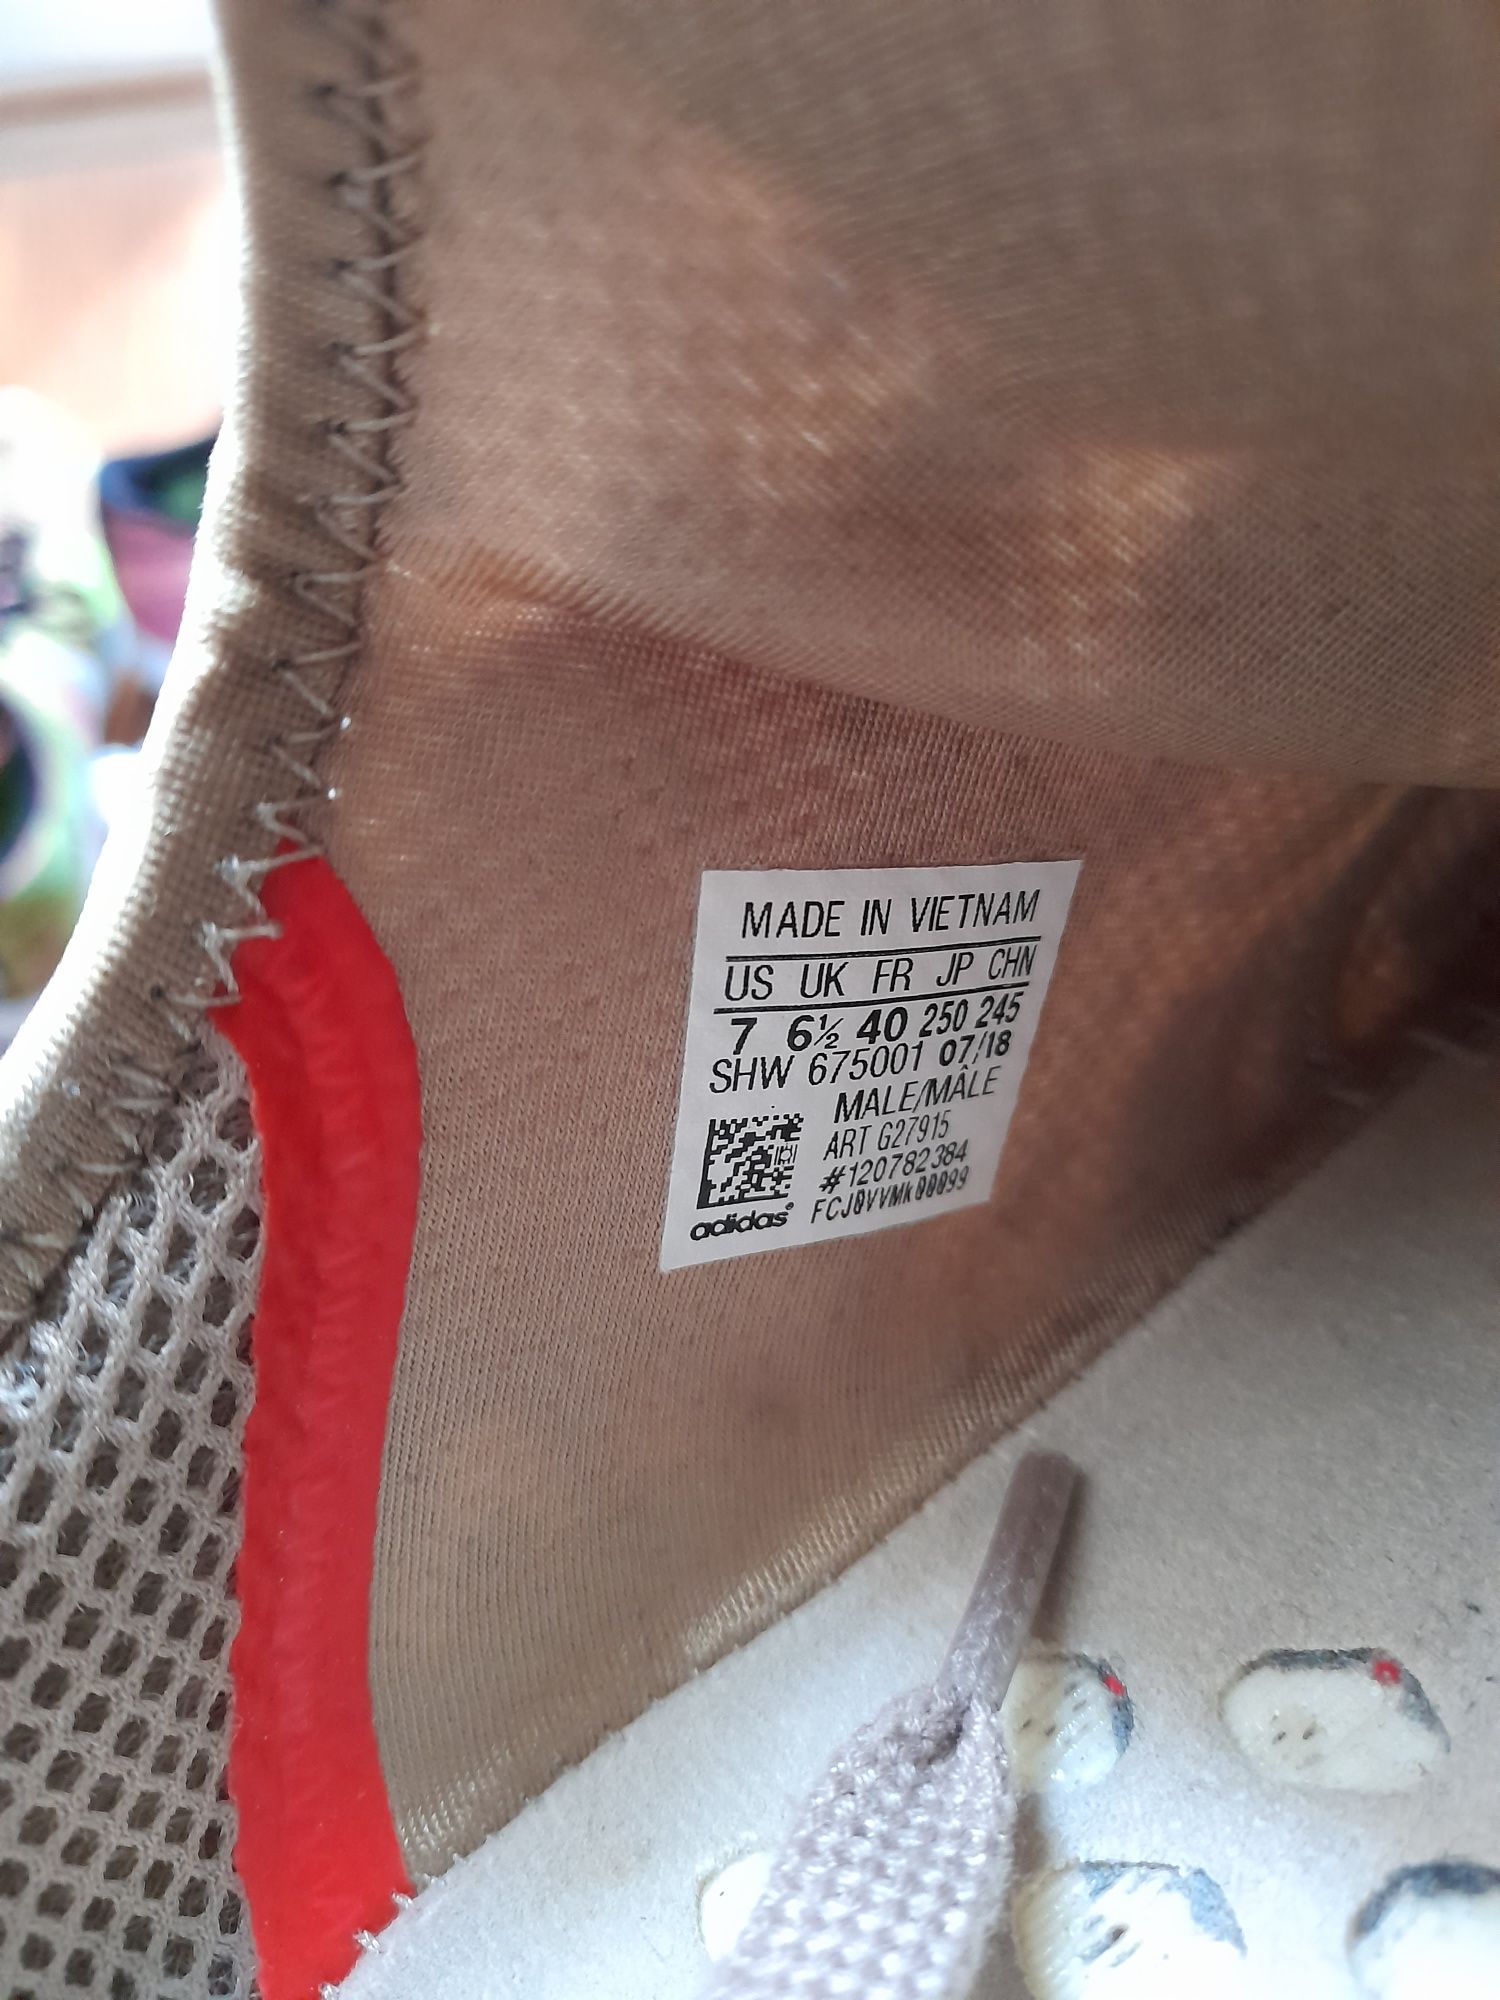 MADE IN VIETNAM
US UK FR JP CHN
7 6½ 40 250 245
SHW 675001 07/18
MALE/MÂLE
ART G27915
#120782384
FCJ0VVMk00099
adidas®